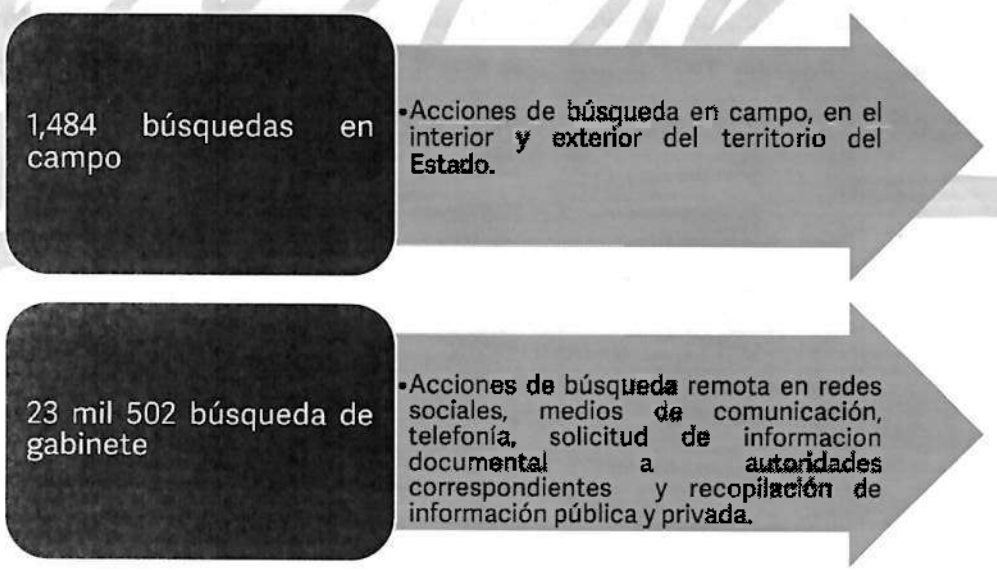 1,484 búsquedas en
campo
•Acciones de búsqueda en campo, en el
interior y exterior del territorio del
Estado.
23 mil 502 búsqueda de
gabinete
•Acciones de búsqueda remota en redes
sociales, medios de comunicación,
telefonía, solicitud de informacion
documental a autoridades
correspondientes y recopilación de
información pública y privada.